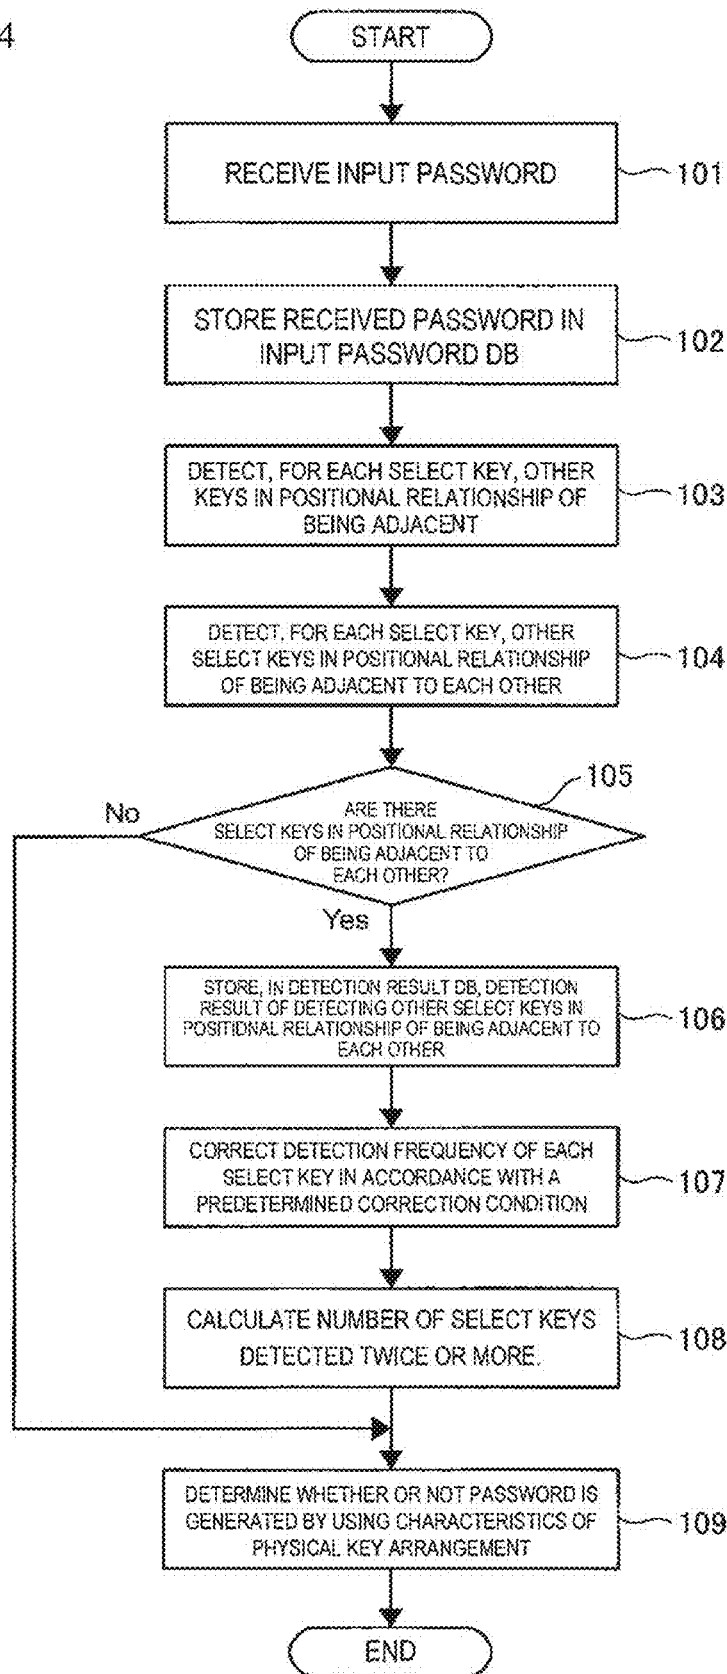 4
START
RECEIVE INPUT PASSWORD
101
STORE RECEIVED PASSWORD IN
INPUT PASSWORD DB
102
DETECT, FOR EACH SELECT KEY, OTHER
KEYS IN POSITIONAL RELATIONSHIP OF
BEING ADJACENT
103
DETECT, FOR EACH SELECT KEY, OTHER
SELECT KEYS IN POSITIONAL RELATIONSHIP
OF BEING ADJACENT TO EACH OTHER
104
105
No
ARE THERE
SELECT KEYS IN POSITIONAL RELATIONSHIP
OF BEING ADJACENT TO
EACH OTHER?
Yes
STORE, IN DETECTION RESULT DB, DETECTION
RESULT OF DETECTING OTHER SELECT KEYS IN
POSITIONAL RELATIONSHIP OF BEING ADJACENT TO
EACH OTHER
106
CORRECT DETECTION FREQUENCY OF EACH
SELECT KEY IN ACCORDANCE WITH A
PREDETERMINED CORRECTION CONDITION
107
CALCULATE NUMBER OF SELECT KEYS
DETECTED TWICE OR MORE.
108
DETERMINE WHETHER OR NOT PASSWORD IS
GENERATED BY USING CHARACTERISTICS OF
PHYSICAL KEY ARRANGEMENT
109
END